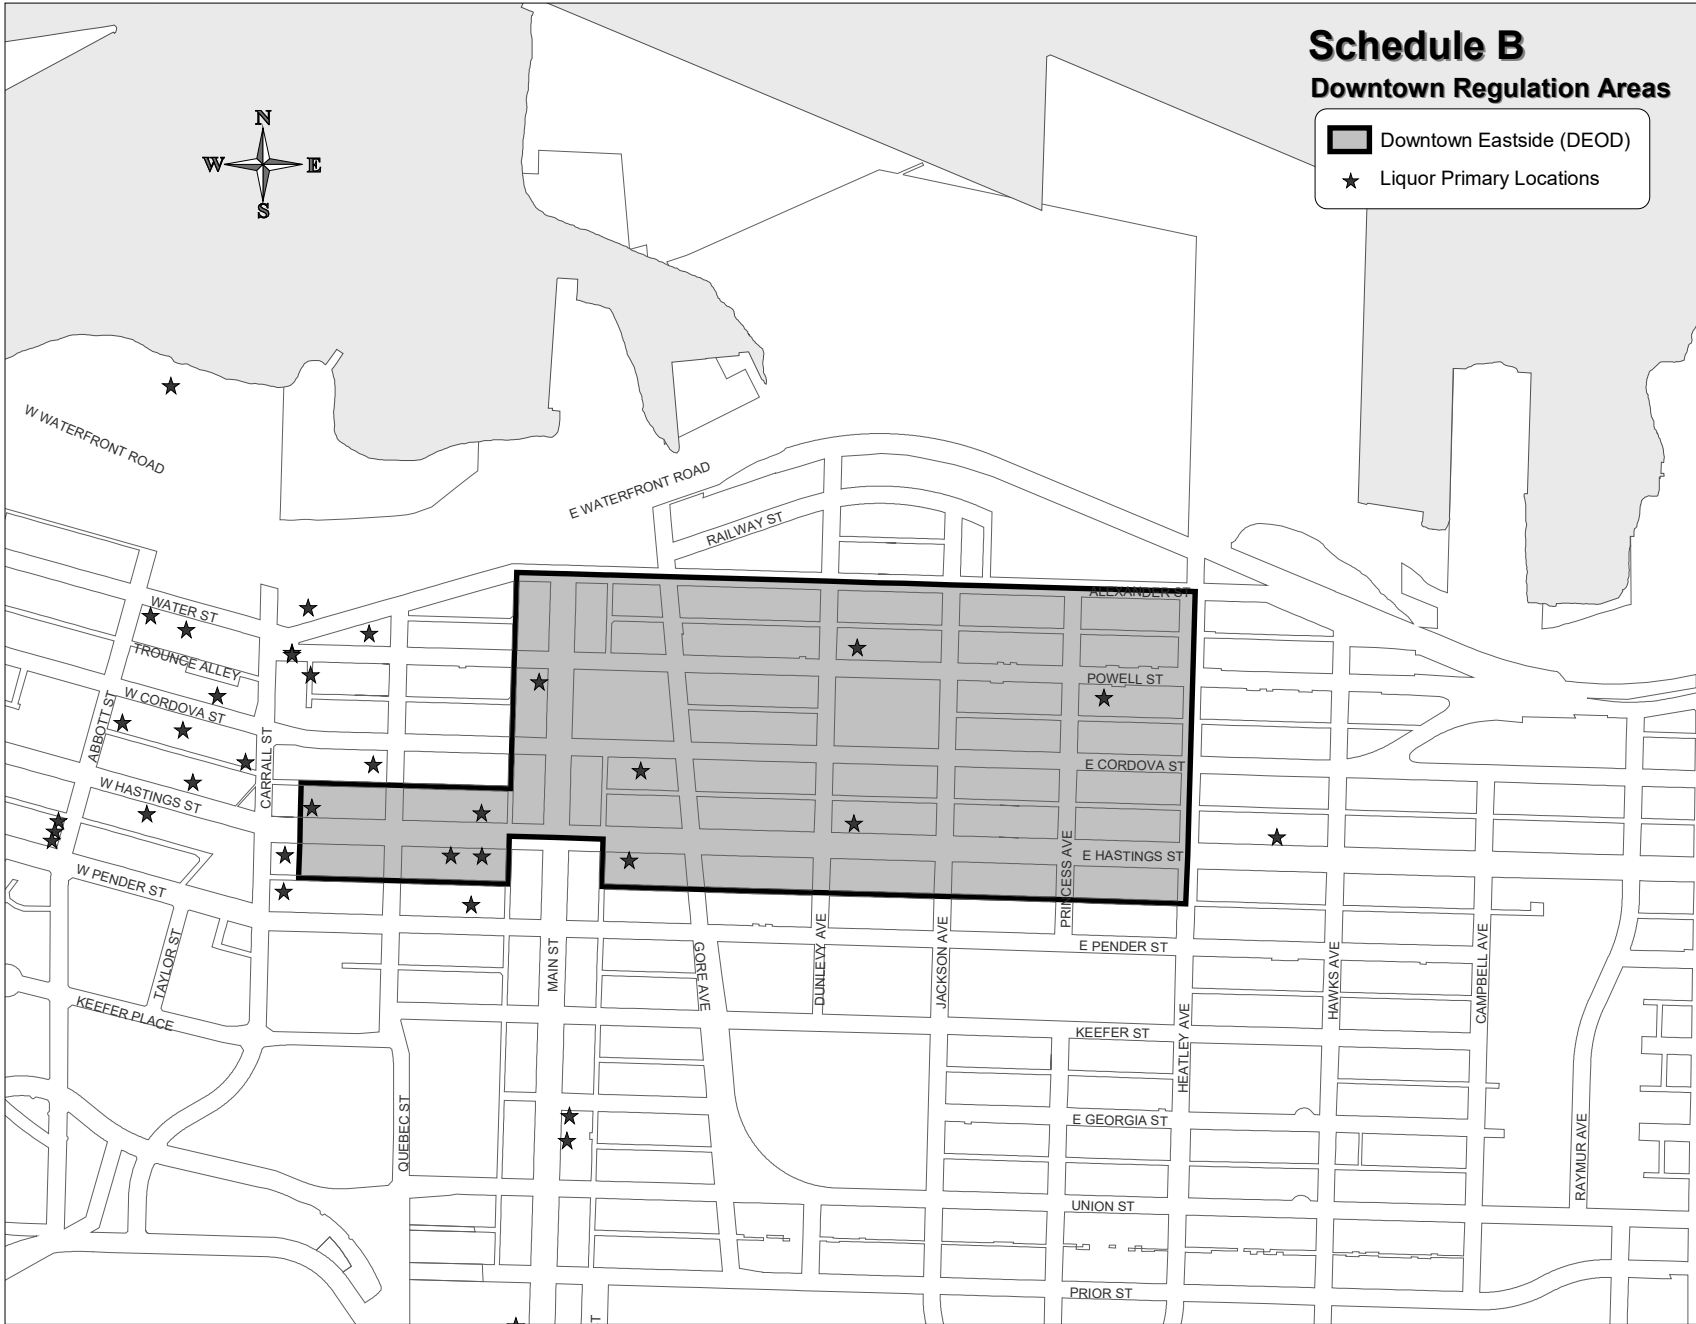 Schedule B
Downtown Regulation Areas
Downtown Eastside (DEOD)
Liquor Primary Locations
N
W
E
S
W WATERFRONT ROAD
E WATERFRONT ROAD
RAILWAY ST
ALEXANDER ST
WATER ST
TROUNCE ALLEY
POWELL ST
W CORDOVA ST
ABBOTT ST
CARRALL ST
E CORDOVA ST
W HASTINGS ST
E HASTINGS ST
PRINCESS AVE
W PENDER ST
TAYLOR ST
MAIN ST
GORE AVE
DUNLEVY AVE
JACKSON AVE
E PENDER ST
HAWKS AVE
CAMPBELL AVE
KEEFER PLACE
KEEFER ST
HEATLEY AVE
QUEBEC ST
E GEORGIA ST
RAYMUR AVE
UNION ST
PRIOR ST